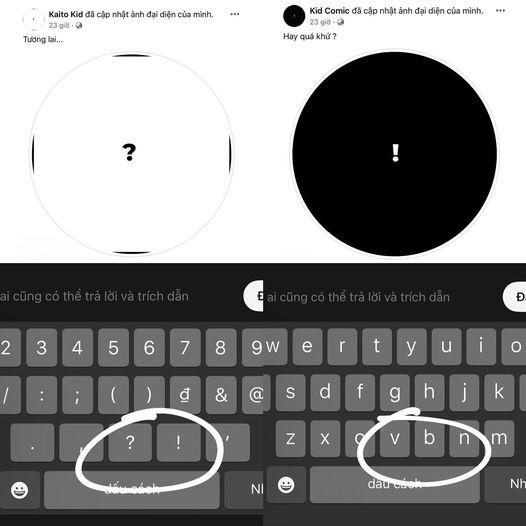 Kaito Kid đã cập nhật ảnh đại diện của mình.
23 giờ
Tương lai...
?
Kid Comic đã cập nhật ảnh đại diện của mình.
23 giờ
Hay quá khứ ?
!
ai cũng có thể trả lời và trích dẫn
2 3 4 5 6 7 8 9
/ : ; ( ) ₫ & @
. , ? ! ’
dấu cách
ai cũng có thể trả lời và trích dẫn
w e r t y u i o
s d f g h j k
z x c v b n m
dấu cách